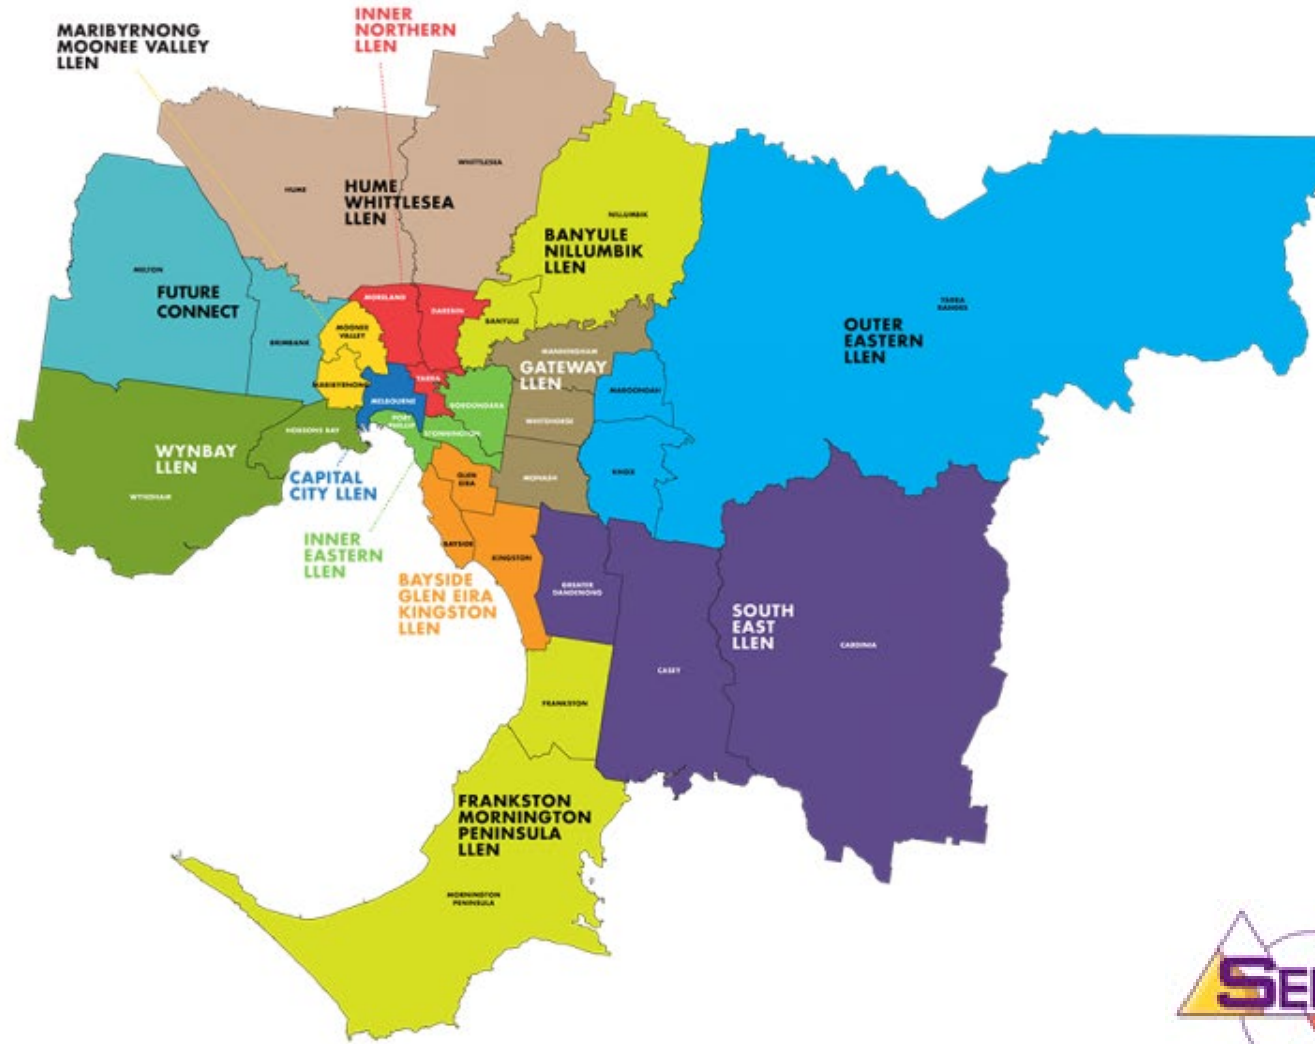 MARIBYRNONG
MOONEE VALLEY
LLEN
INNER
NORTHERN
LLEN
WHITTLESEA
HUME
HUME
WHITTLESEA
LLEN
NILLUMBIK
BANYULE
NILLUMBIK
LLEN
MELTON
FUTURE
CONNECT
MORELAND
DAREBIN
BANYULE
YARRA
RANGES
OUTER
EASTERN
LLEN
MOONEE
VALLEY
BRIMBANK
MANNINGHAM
GATEWAY
LLEN
MARIBYRNONG
YARRA
MAROONDAH
MELBOURNE
BOROONDARA
WHITEHORSE
PORT
PHILLIP
STONNINGTON
HOBSONS BAY
WYNBAY
LLEN
WYNDHAM
CAPITAL
CITY LLEN
GLEN
EIRA
MONASH
KNOX
INNER
EASTERN
LLEN
BAYSIDE
KINGSTON
BAYSIDE
GLEN EIRA
KINGSTON
LLEN
GREATER
DANDENONG
SOUTH
EAST
LLEN
CARDINIA
CASEY
FRANKSTON
FRANKSTON
MORNINGTON
PENINSULA
LLEN
MORNINGTON
PENINSULA